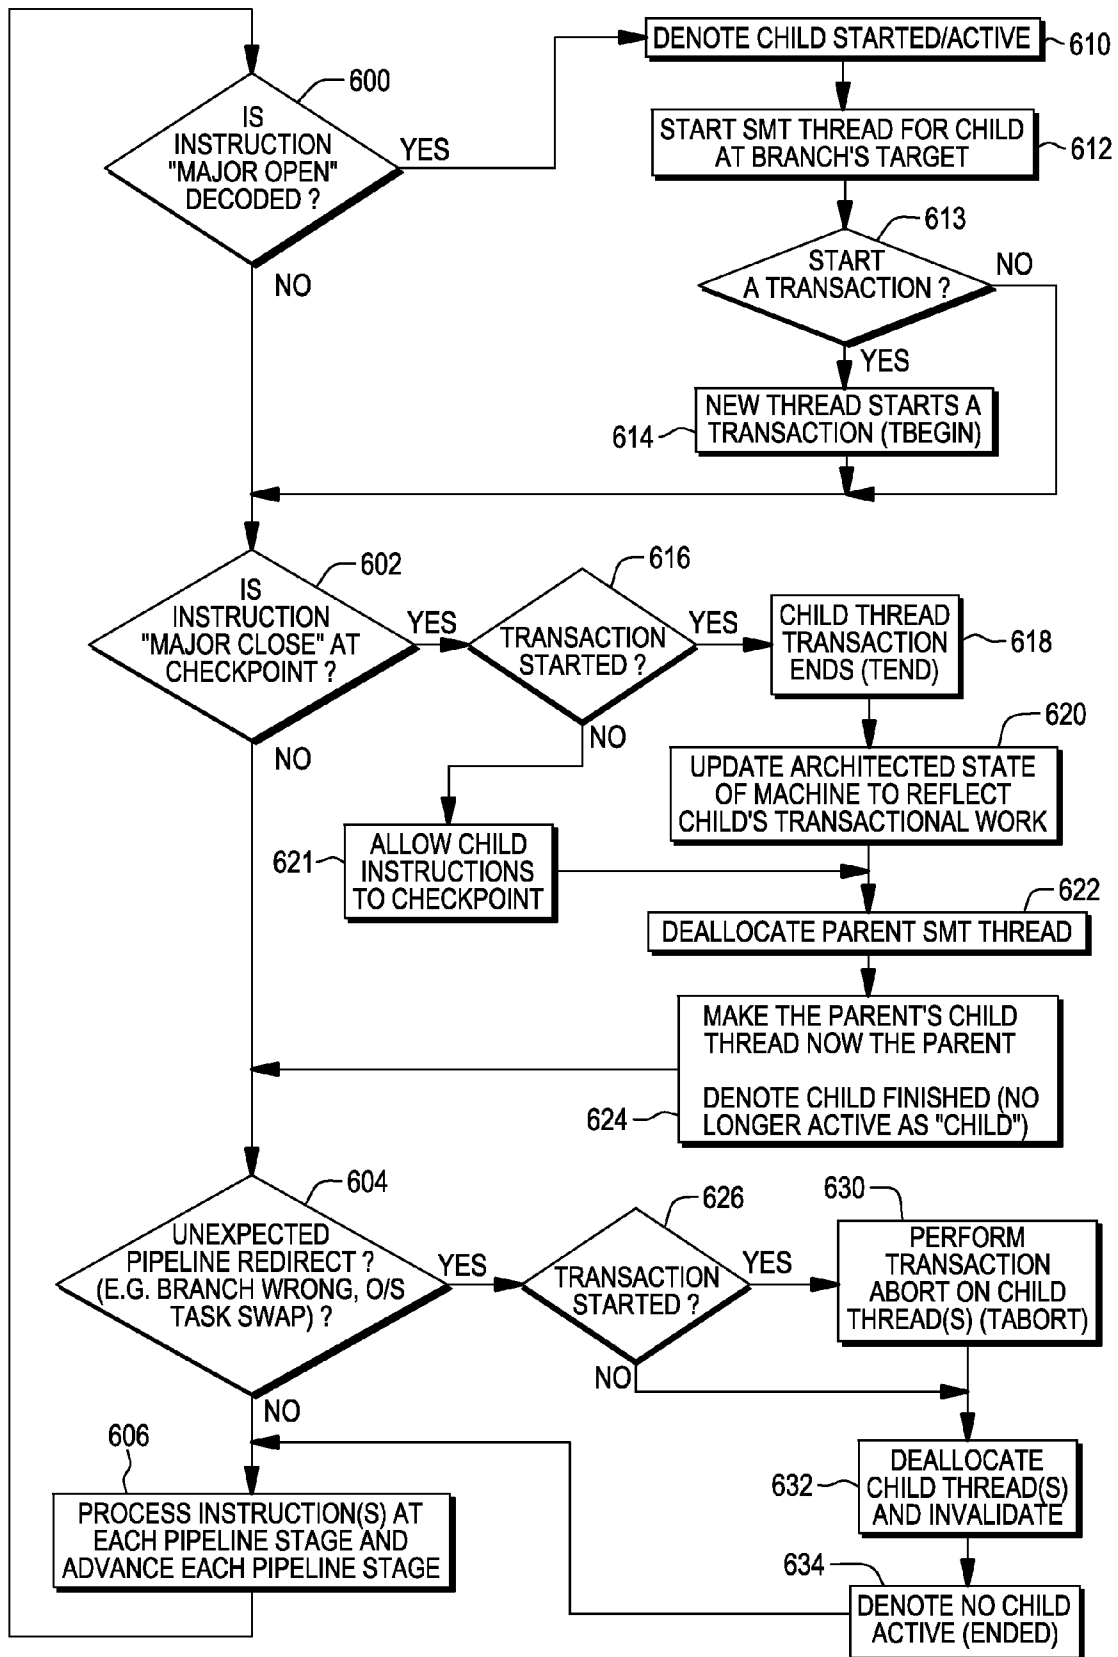 600
IS
INSTRUCTION
"MAJOR OPEN"
DECODED ?
YES
NO
DENOTE CHILD STARTED/ACTIVE
610
START SMT THREAD FOR CHILD
AT BRANCH'S TARGET
612
613
START
A TRANSACTION ?
NO
YES
NEW THREAD STARTS A
TRANSACTION (TBEGIN)
614
602
IS
INSTRUCTION
"MAJOR CLOSE" AT
CHECKPOINT ?
YES
NO
616
TRANSACTION
STARTED ?
YES
NO
CHILD THREAD
TRANSACTION
ENDS (TEND)
618
620
UPDATE ARCHITECTED STATE
OF MACHINE TO REFLECT
CHILD'S TRANSACTIONAL WORK
621
ALLOW CHILD
INSTRUCTIONS
TO CHECKPOINT
622
DEALLOCATE PARENT SMT THREAD
MAKE THE PARENT'S CHILD
THREAD NOW THE PARENT
DENOTE CHILD FINISHED (NO
LONGER ACTIVE AS "CHILD")
624
604
UNEXPECTED
PIPELINE REDIRECT ?
(E.G. BRANCH WRONG, O/S
TASK SWAP) ?
YES
NO
626
TRANSACTION
STARTED ?
YES
NO
630
PERFORM
TRANSACTION
ABORT ON CHILD
THREAD(S) (TABORT)
632
DEALLOCATE
CHILD THREAD(S)
AND INVALIDATE
634
DENOTE NO CHILD
ACTIVE (ENDED)
606
PROCESS INSTRUCTION(S) AT
EACH PIPELINE STAGE AND
ADVANCE EACH PIPELINE STAGE